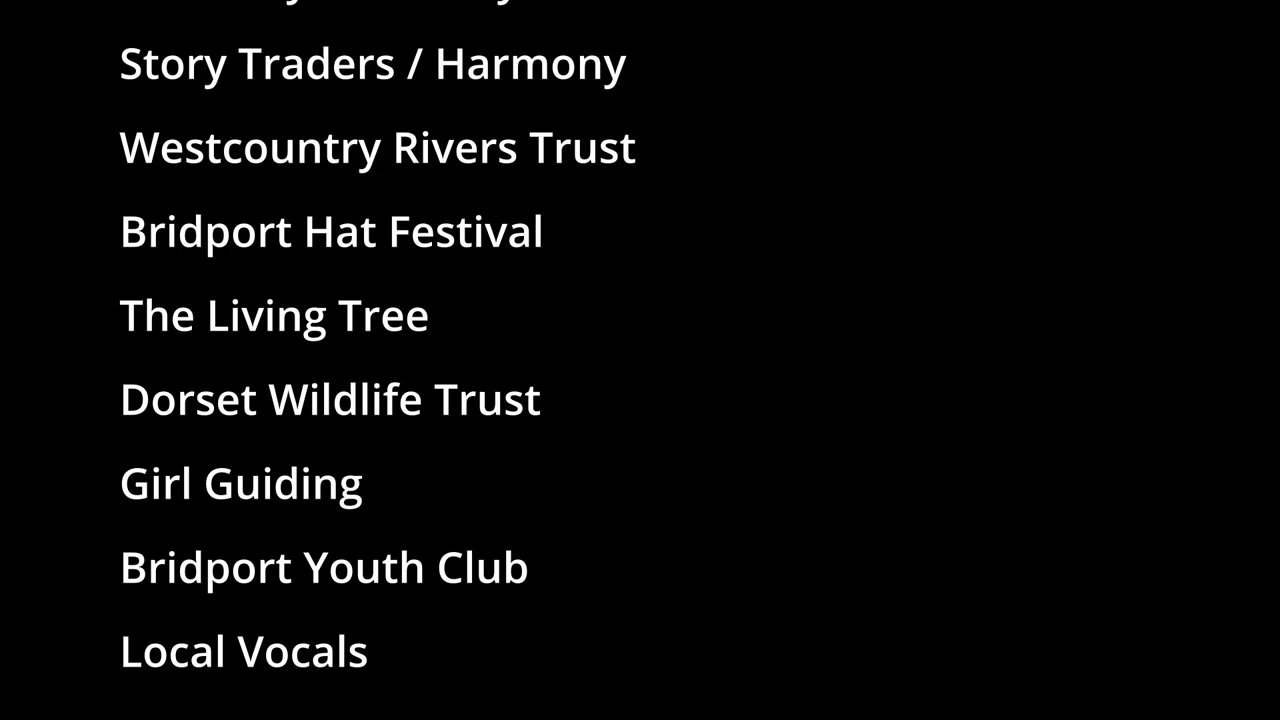 Story Traders / Harmony
Westcountry Rivers Trust
Bridport Hat Festival
The Living Tree
Dorset Wildlife Trust
Girl Guiding
Bridport Youth Club
Local Vocals